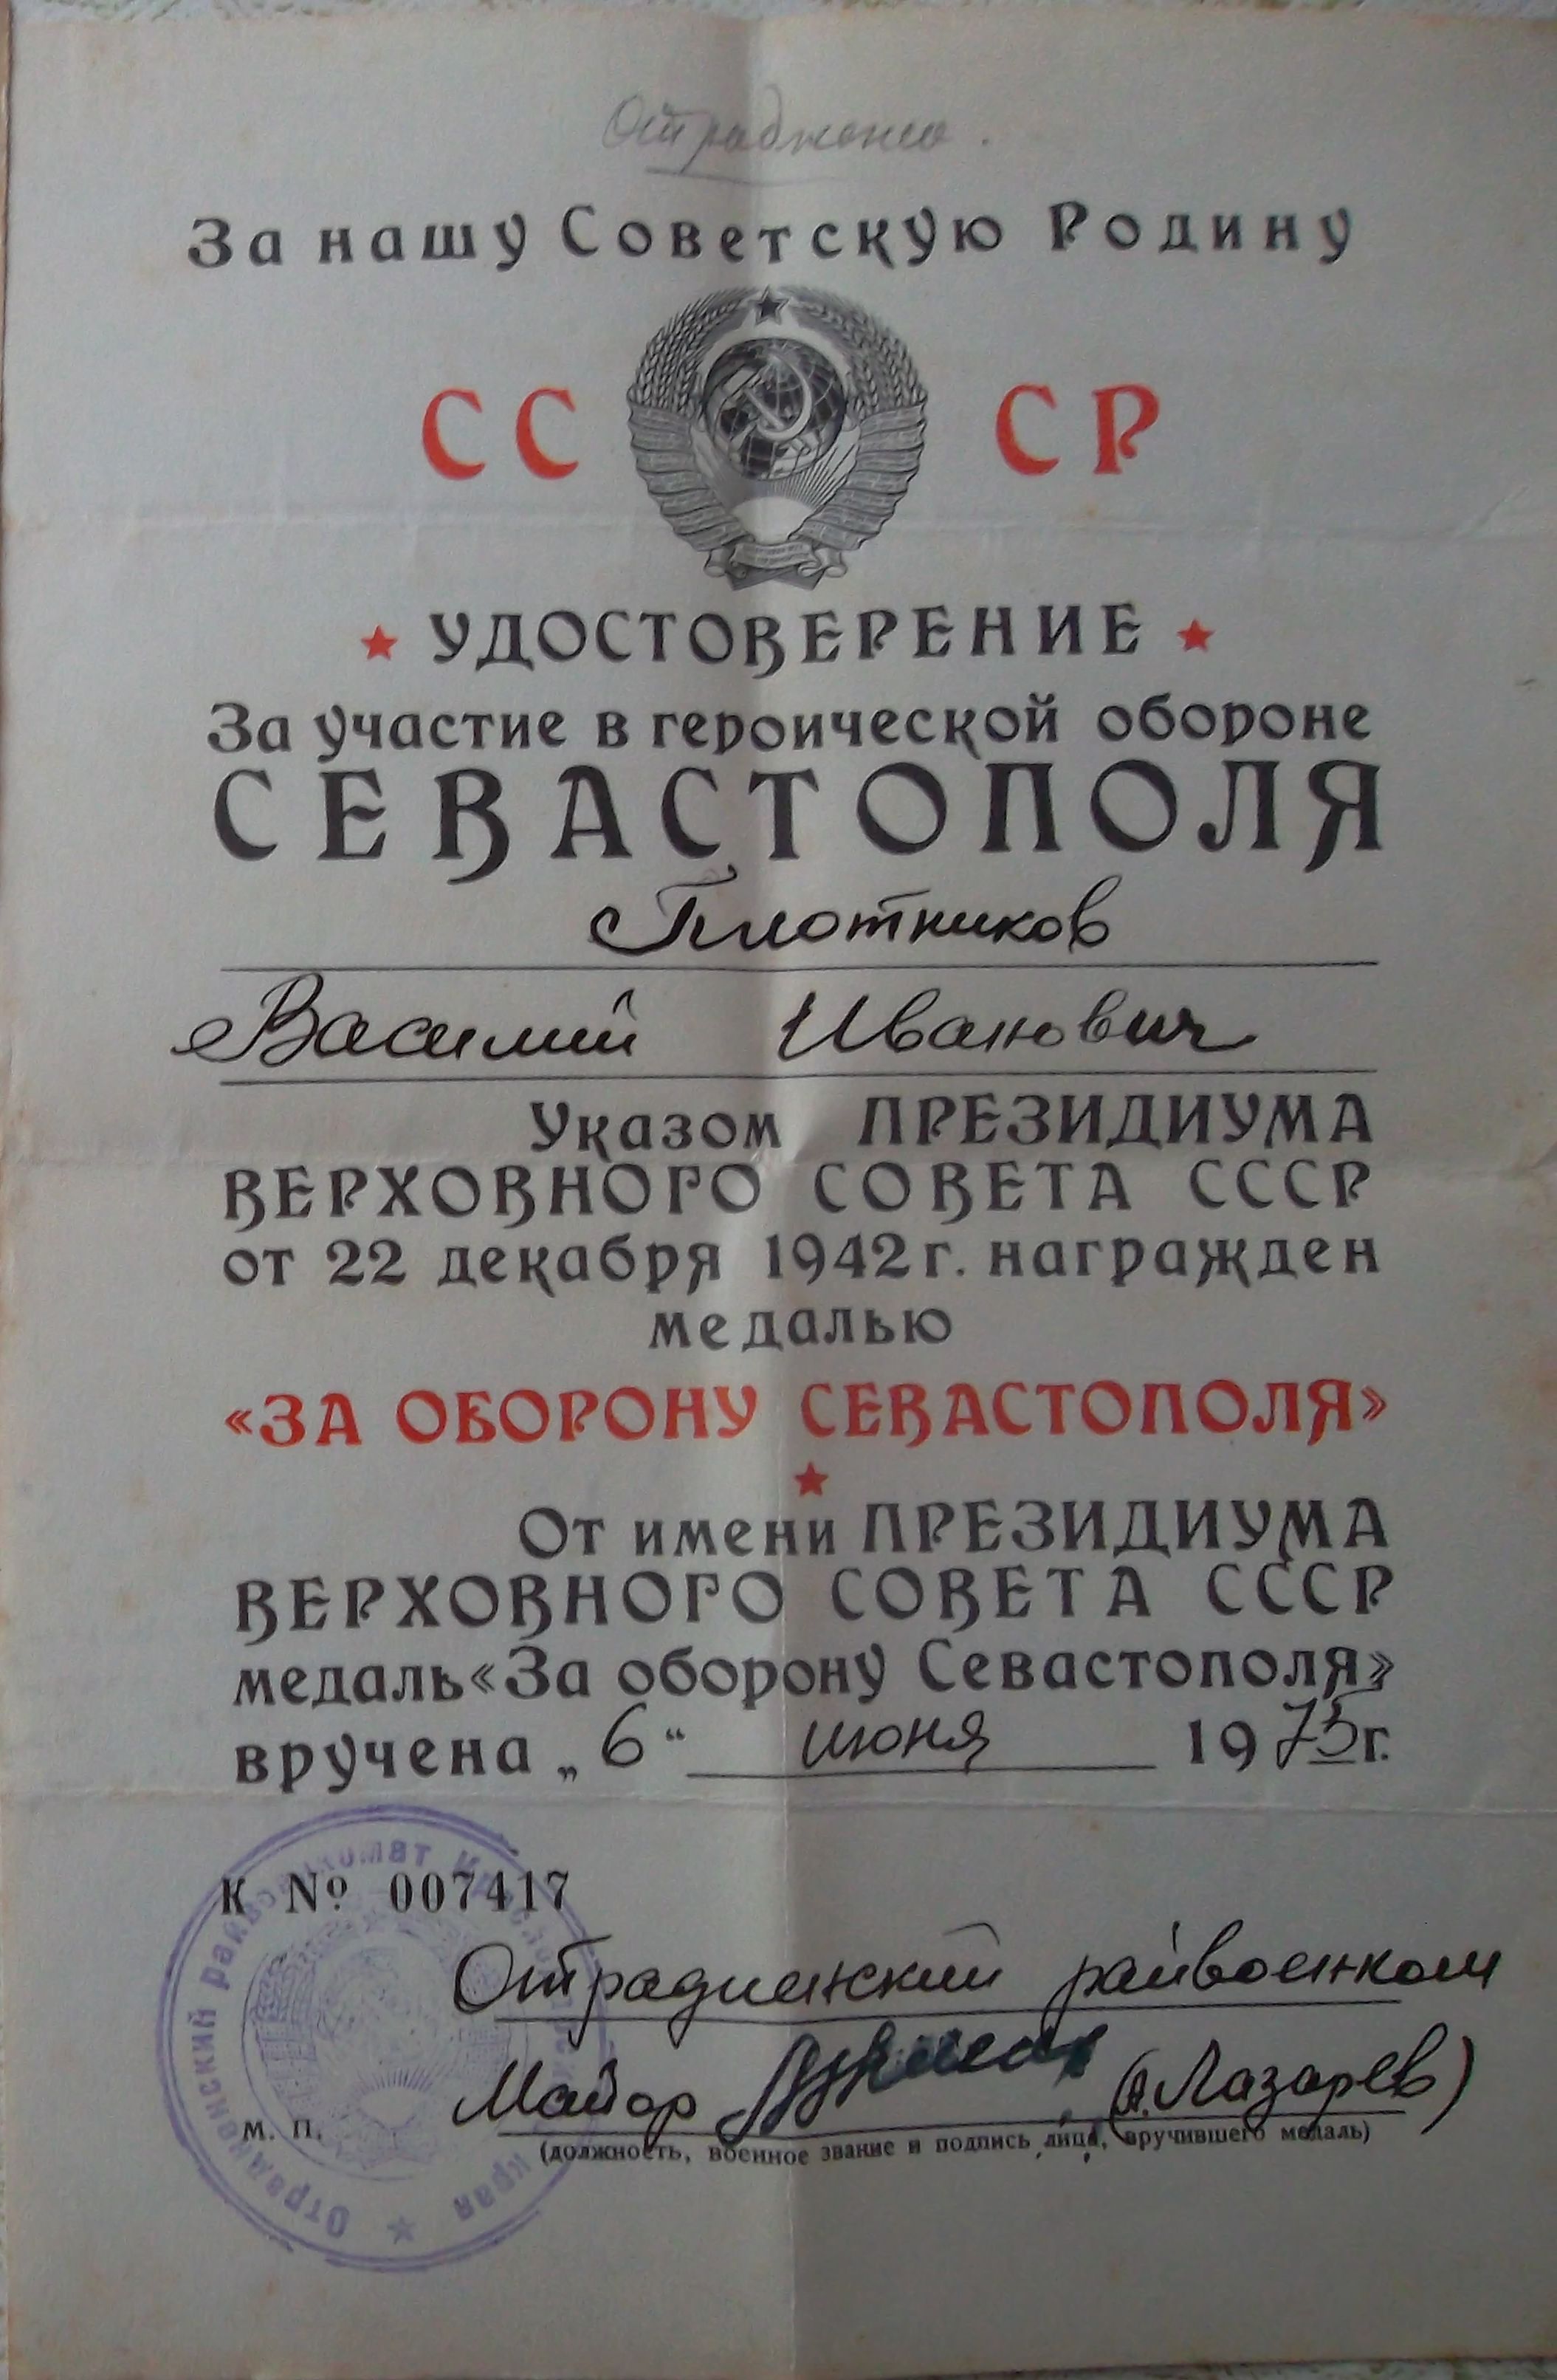 За нашу Советскую Родину
СС СР
УДОСТОВЕРЕНИЕ
За участие в героической обороне
СЕВАСТОПОЛЯ
Плотников
Василий Иванович
Указом ПРЕЗИДИУМА
ВЕРХОВНОГО СОВЕТА СССР
от 22 декабря 1942 г. награжден
медалью
«ЗА ОБОРОНУ СЕВАСТОПОЛЯ»
От имени ПРЕЗИДИУМА
ВЕРХОВНОГО СОВЕТА СССР
медаль «За оборону Севастополя»
вручена „6“ июня 1975 г.
К № 007417
Отрадненский райвоенком
Майор (А. Лазарев)
М. П.
(должность, военное звание и подпись лица, вручившего медаль)
края